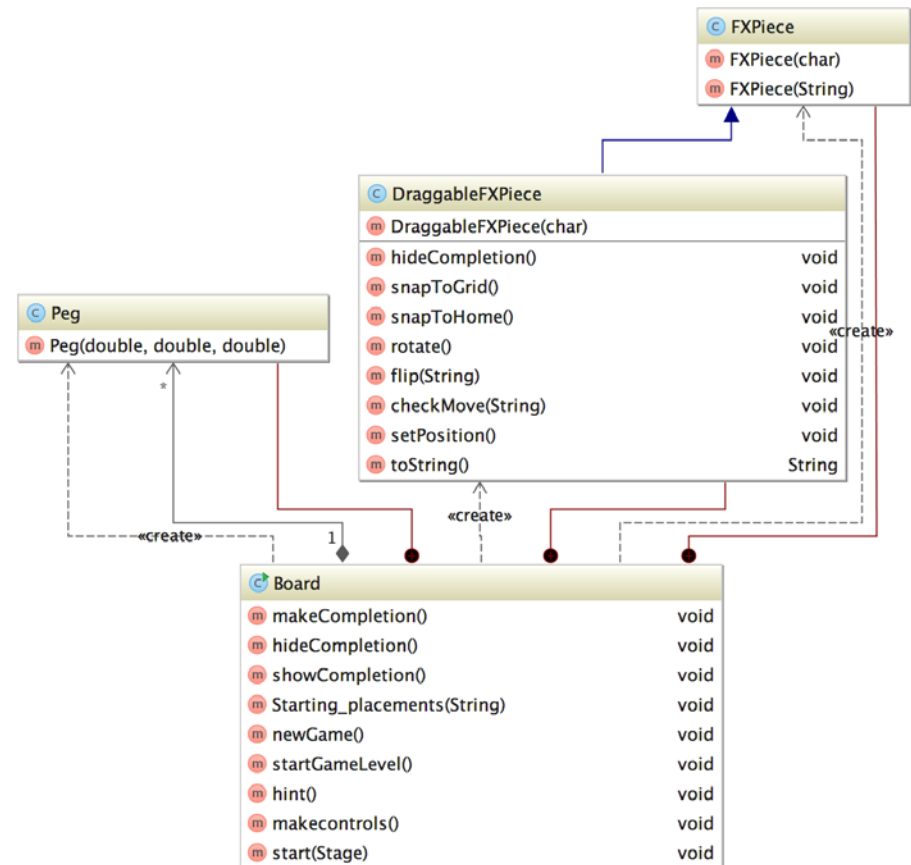 FXPiece
FXPiece(char)
FXPiece(String)
DraggableFXPiece
DraggableFXPiece(char)
hideCompletion() void
snapToGrid() void
snapToHome() void
rotate() void
flip(String) void
checkMove(String) void
setPosition() void
toString() String
«create»
Peg
Peg(double, double, double)
*
«create»
«create»
1
Board
makeCompletion() void
hideCompletion() void
showCompletion() void
Starting_placements(String) void
newGame() void
startGameLevel() void
hint() void
makecontrols() void
start(Stage) void